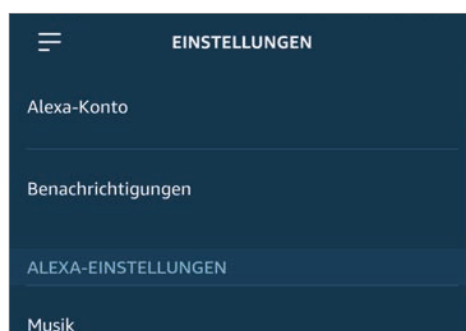 EINSTELLUNGEN
Alexa-Konto
Benachrichtigungen
ALEXA-EINSTELLUNGEN
Musik